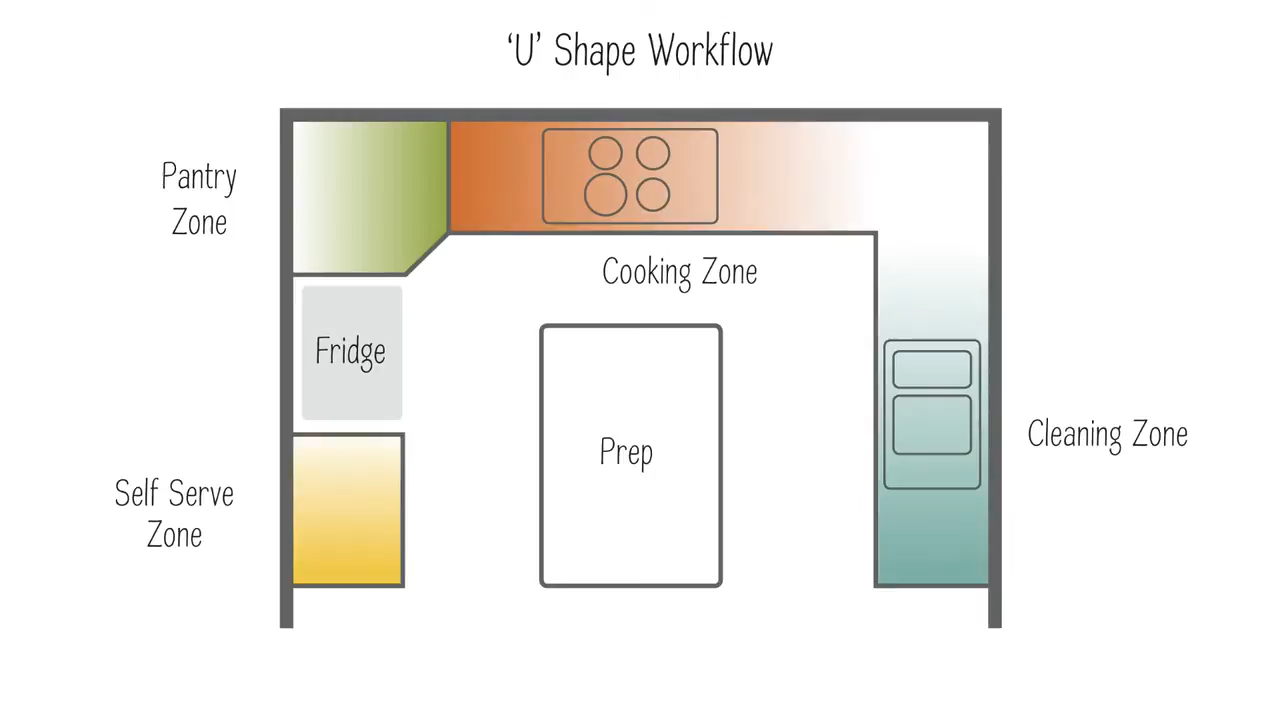 ‘U’ Shape Workflow
Pantry
Zone
Cooking Zone
Fridge
Prep
Cleaning Zone
Self Serve
Zone